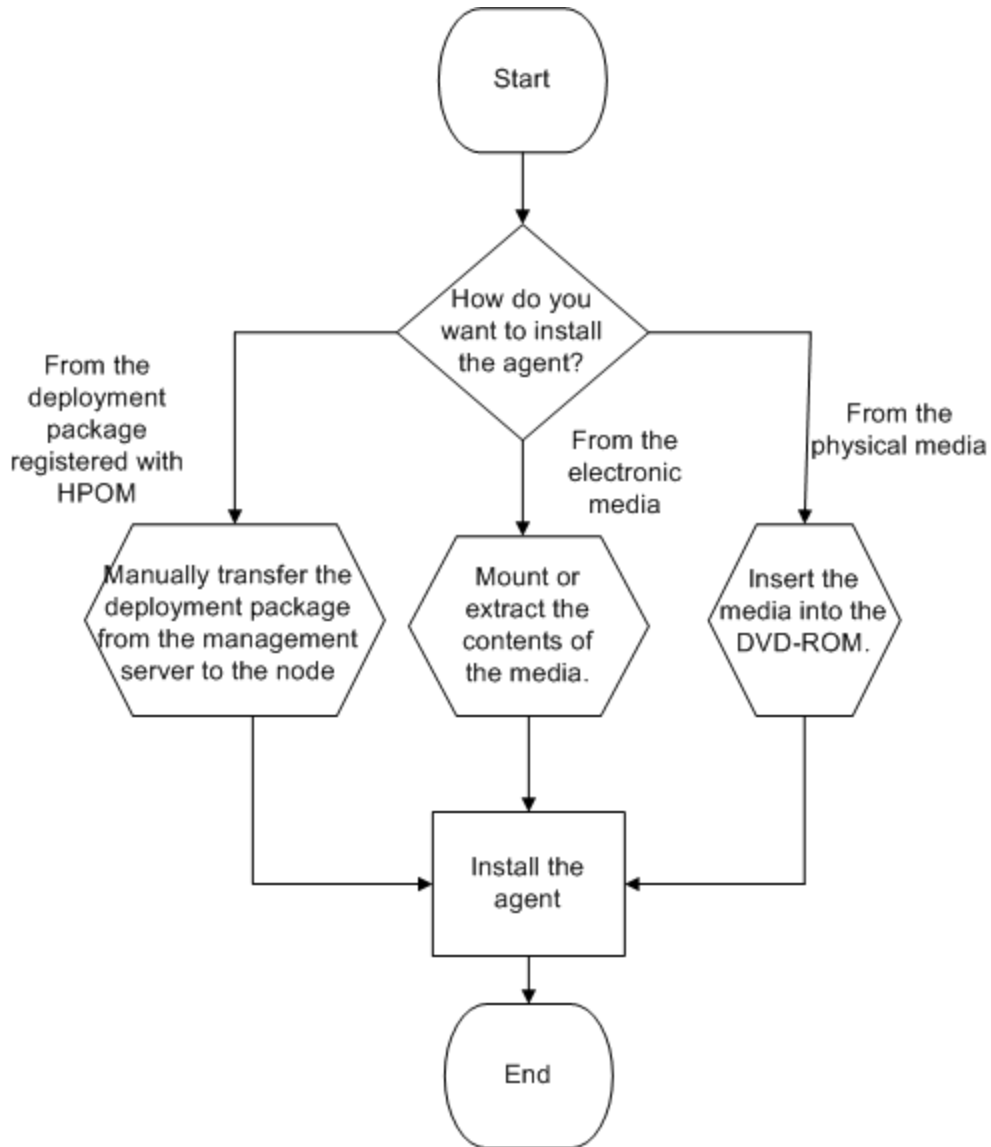 Start
How do you
want to install
the agent?
From the
deployment
package
registered with
HPOM
From the
electronic
media
From the
physical media
Manually transfer the
deployment package
from the management
server to the node
Mount or
extract the
contents of
the media.
Insert the
media into the
DVD-ROM.
Install the
agent
End